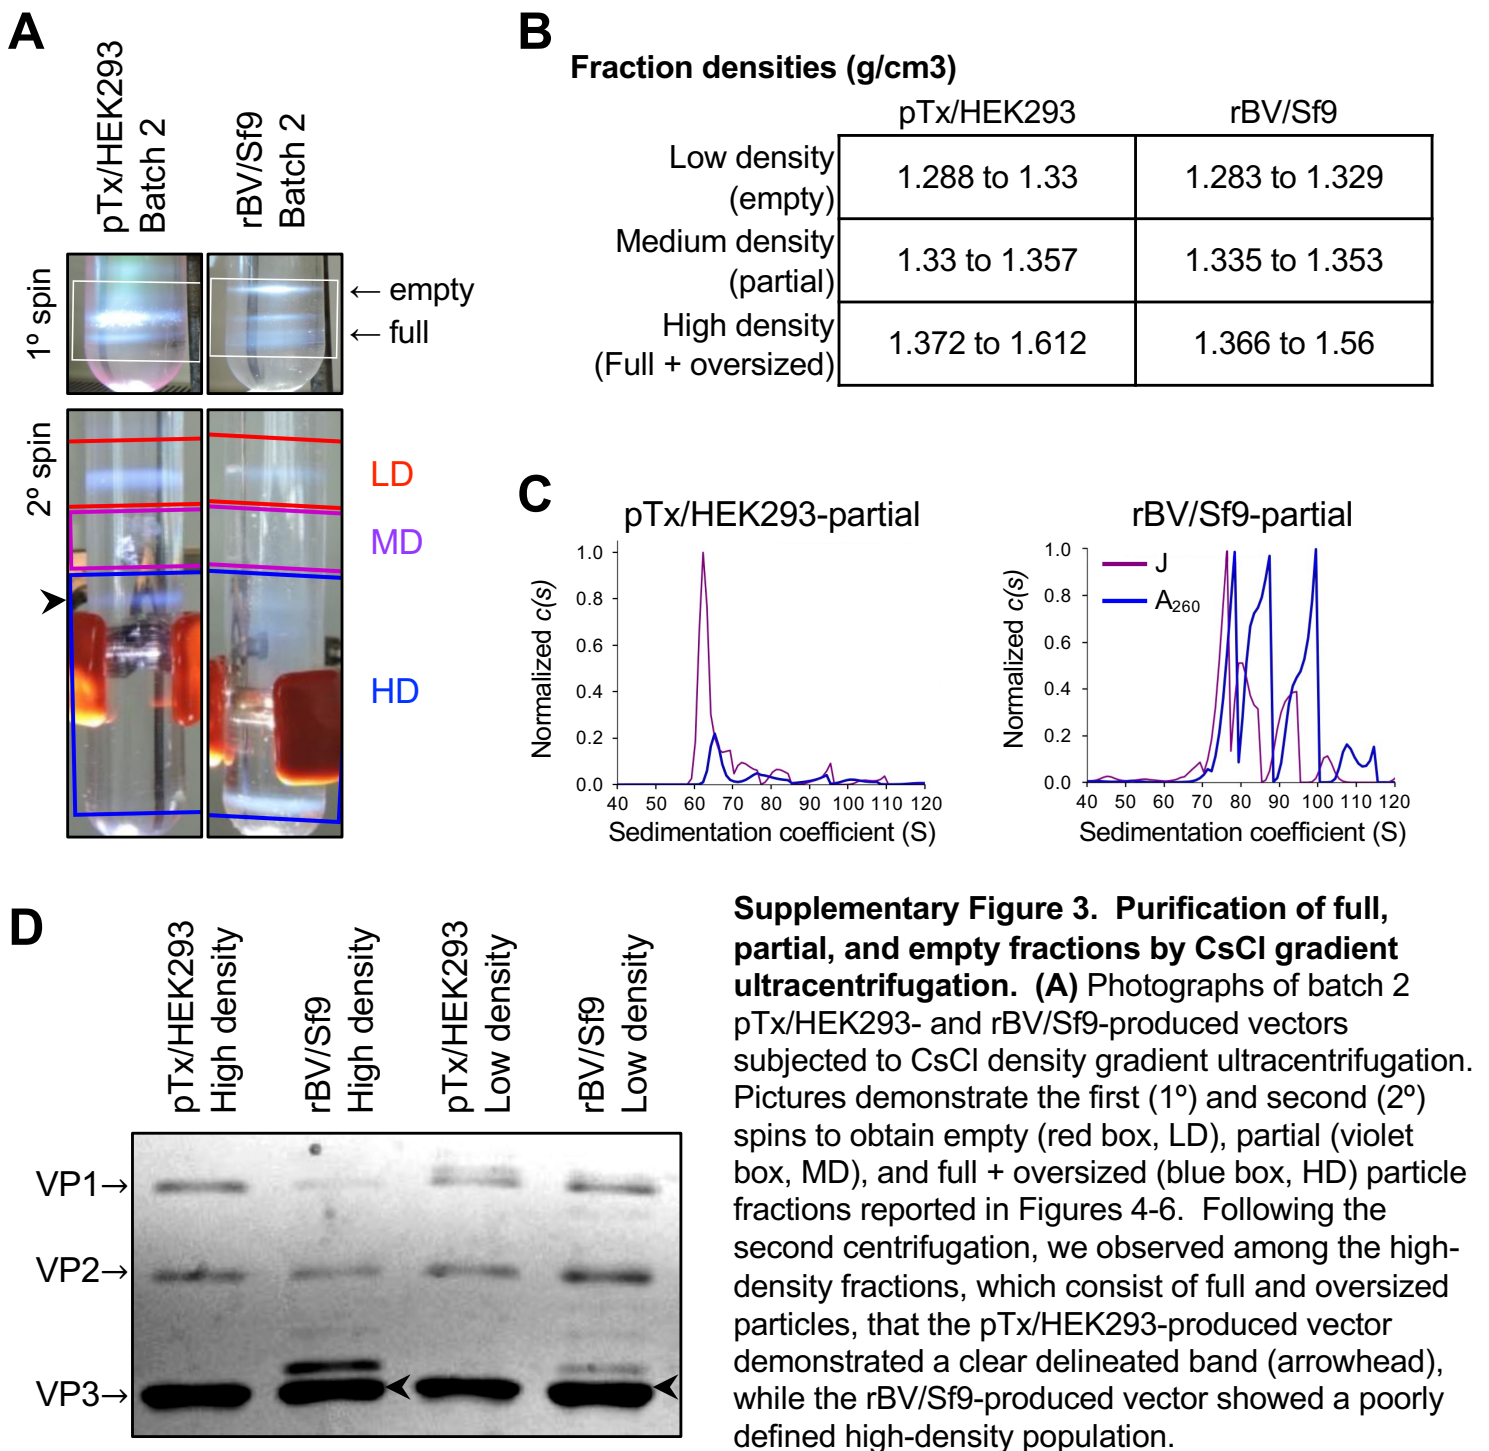 A
pTx/HEK293
Batch 2
rBV/Sf9
Batch 2
1º spin
← empty
← full
2º spin
LD
MD
HD
B
Fraction densities (g/cm3)
pTx/HEK293 rBV/Sf9
Low density
(empty)
1.288 to 1.33 1.283 to 1.329
Medium density
(partial)
1.33 to 1.357 1.335 to 1.353
High density
(Full + oversized)
1.372 to 1.612 1.366 to 1.56
C
pTx/HEK293-partial
Normalized c(s)
1.0
0.8
0.6
0.4
0.2
0.0
40 50 60 70 80 90 100 110 120
Sedimentation coefficient (S)
rBV/Sf9-partial
J
A260
Normalized c(s)
1.0
0.8
0.6
0.4
0.2
0.0
40 50 60 70 80 90 100 110 120
Sedimentation coefficient (S)
D
pTx/HEK293
High density
rBV/Sf9
High density
pTx/HEK293
Low density
rBV/Sf9
Low density
VP1→
VP2→
VP3→
Supplementary Figure 3. Purification of full,
partial, and empty fractions by CsCl gradient
ultracentrifugation. (A) Photographs of batch 2
pTx/HEK293- and rBV/Sf9-produced vectors
subjected to CsCl density gradient ultracentrifugation.
Pictures demonstrate the first (1º) and second (2º)
spins to obtain empty (red box, LD), partial (violet
box, MD), and full + oversized (blue box, HD) particle
fractions reported in Figures 4-6. Following the
second centrifugation, we observed among the high-
density fractions, which consist of full and oversized
particles, that the pTx/HEK293-produced vector
demonstrated a clear delineated band (arrowhead),
while the rBV/Sf9-produced vector showed a poorly
defined high-density population.